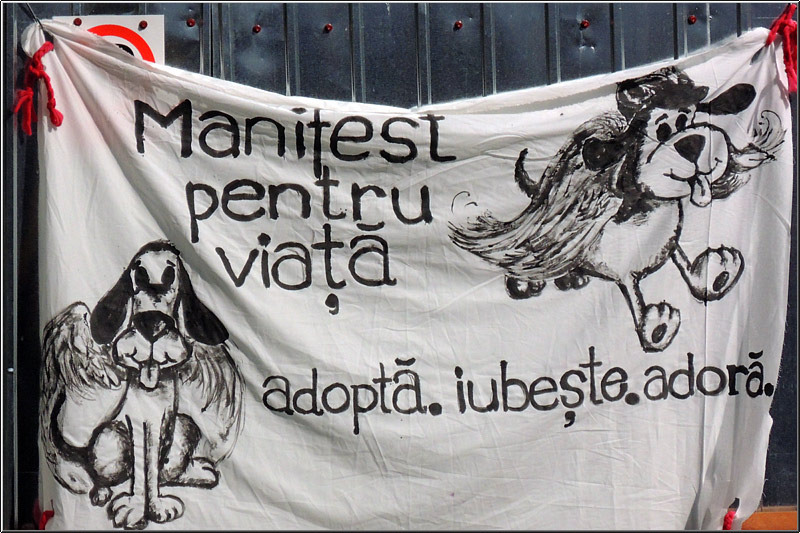 Manifest
pentru
viață
adoptă. iubește. adoră.